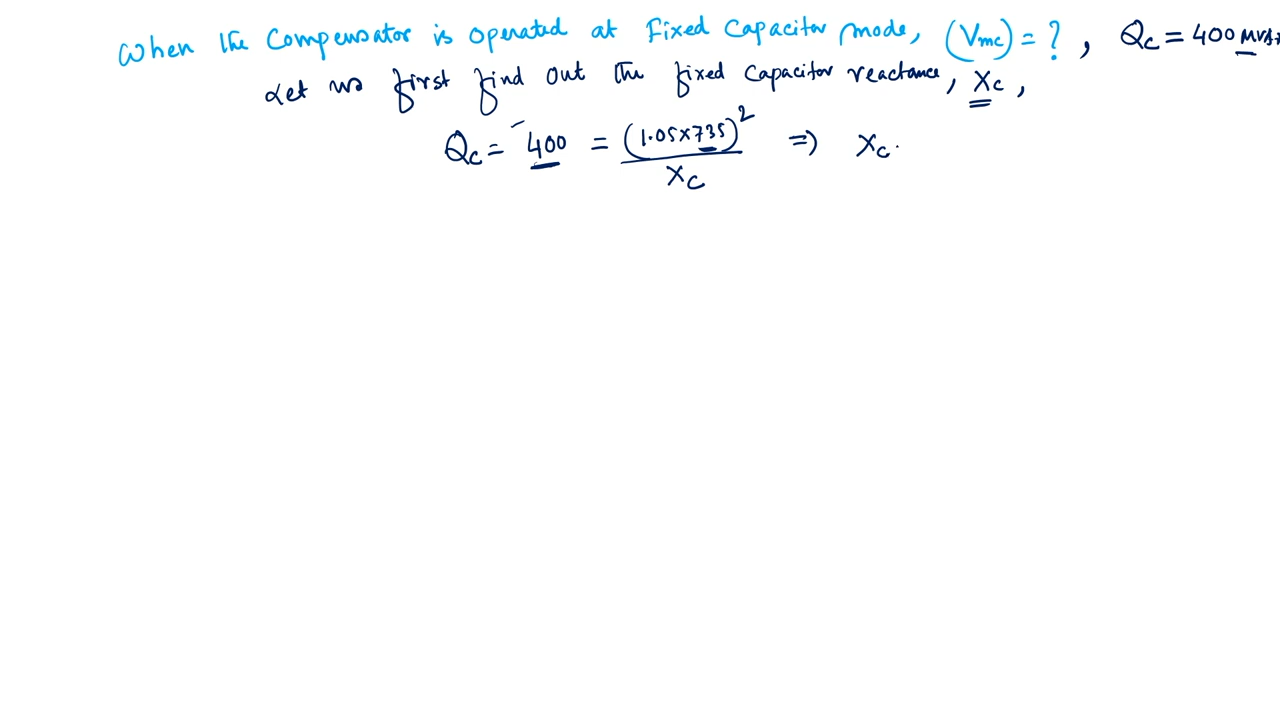 When the Compensator is operated at Fixed Capacitor mode, (Vmc) = ?, Qc = 400 MVAr
Let us first find out the fixed capacitor reactance, Xc,
Qc = 400 = (1.05×735)² / Xc ⇒ Xc